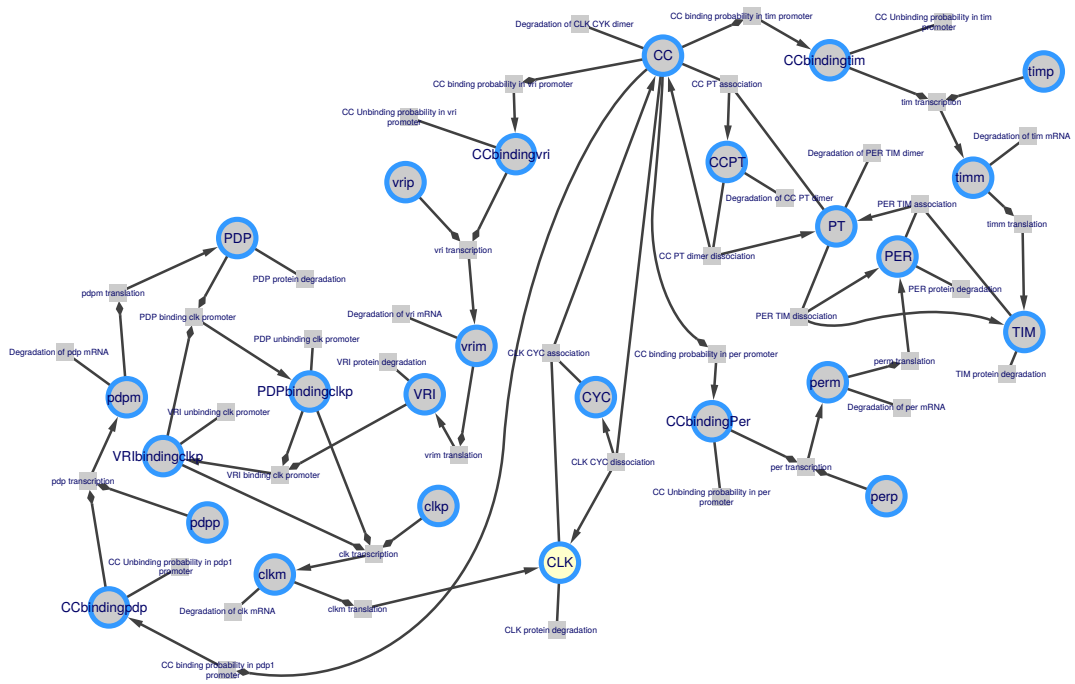 CC binding probability in tim promoter
CC Unbinding probability in tim
promoter
Degradation of CLK CYK dimer
CC
CCbindingtim
timp
CC binding probability in vri promoter
CC PT association
tim transcription
CC Unbinding probability in vri
promoter
Degradation of tim mRNA
CCbindingvri
Degradation of PER TIM dimer
CCPT
timm
vrip
Degradation of CC PT dimer
PER TIM association
PT
timm translation
PDP
vri transcription
CC PT dimer dissociation
PER
PDP protein degradation
pdpm translation
PER protein degradation
Degradation of vri mRNA
PDP binding clk promoter
PER TIM dissociation
TIM
PDP unbinding clk promoter
vrim
Degradation of pdp mRNA
CLK CYC association
CC binding probability in per promoter
VRI protein degradation
perm translation
TIM protein degradation
perm
PDPbindingclkp
VRI
CYC
pdpm
Degradation of per mRNA
VRI unbinding clk promoter
CCbindingPer
VRIbindingclkp
vrim translation
CLK CYC dissociation
per transcription
VRI binding clk promoter
pdp transcription
CC Unbinding probability in per
promoter
perp
clkp
pdpp
clk transcription
CC Unbinding probability in pdp1
promoter
CLK
clkm
CCbindingpdp
Degradation of clk mRNA
clkm translation
CLK protein degradation
CC binding probability in pdp1
promoter